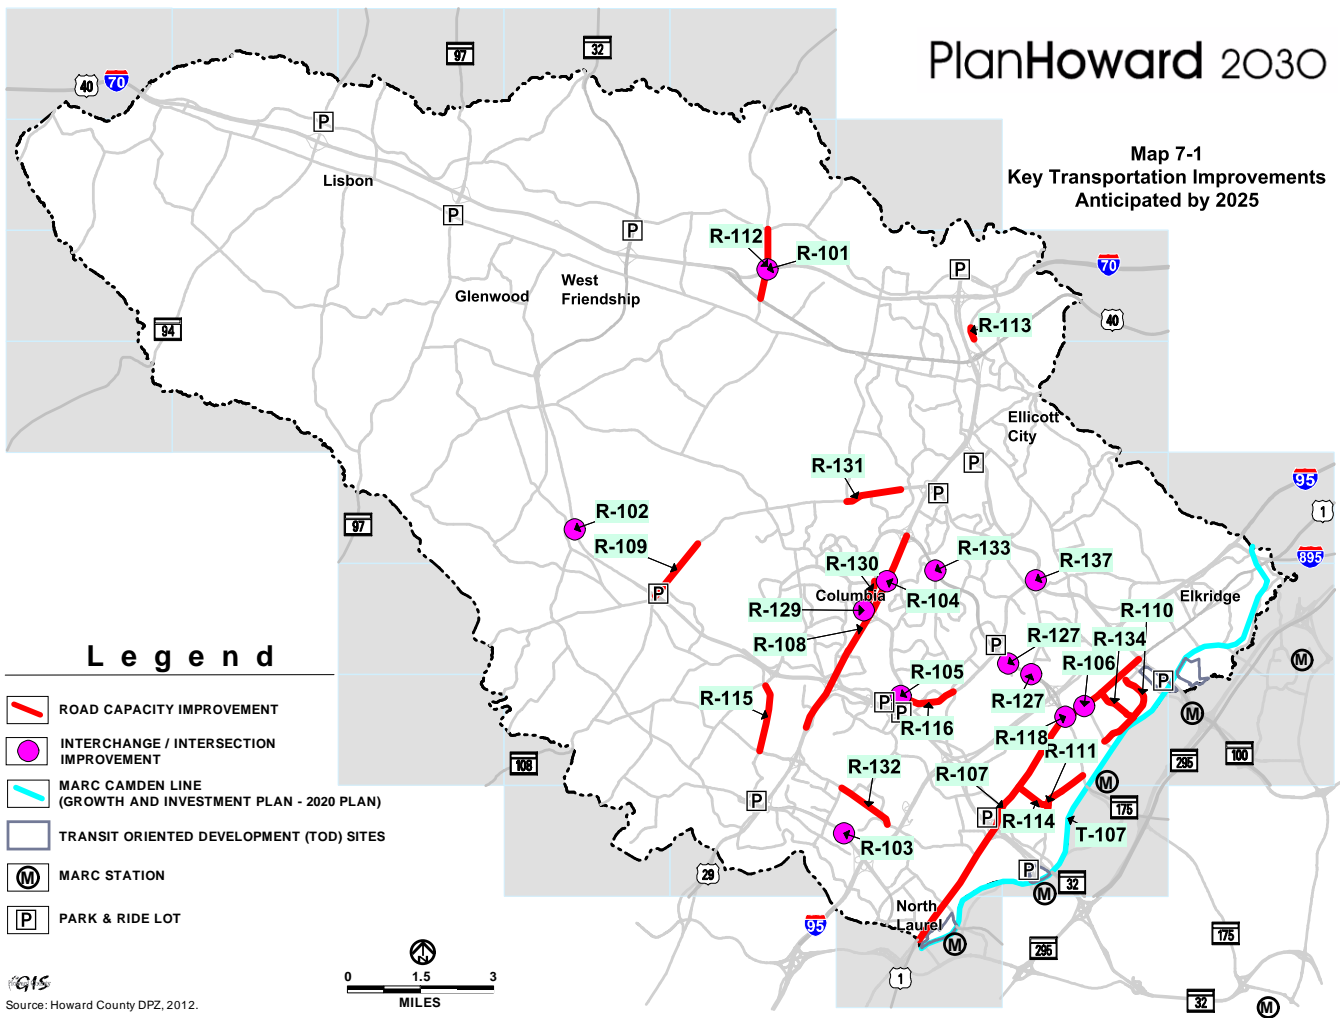 PlanHoward 2030
Map 7-1
Key Transportation Improvements
Anticipated by 2025
97
32
40
70
P
Lisbon
P
P
R-112
R-101
P
70
West
Friendship
Glenwood
94
R-113
40
Ellicott
City
R-131
P
P
95
1
97
R-102
R-109
P
R-133
R-137
895
R-130
Columbia
R-104
R-129
R-108
Elkridge
R-110
R-127
R-134
P
R-106
M
R-105
R-127
P
R-115
P
P
R-116
R-118
M
R-111
108
R-132
R-107
295
100
M
P
P
R-114
175
T-107
R-103
29
P
32
M
North
Laurel
95
M
295
175
1
32
M
Legend
ROAD CAPACITY IMPROVEMENT
INTERCHANGE / INTERSECTION
IMPROVEMENT
MARC CAMDEN LINE
(GROWTH AND INVESTMENT PLAN - 2020 PLAN)
TRANSIT ORIENTED DEVELOPMENT (TOD) SITES
M
MARC STATION
P
PARK & RIDE LOT
N
0 1.5 3
MILES
GIS
Source: Howard County DPZ, 2012.